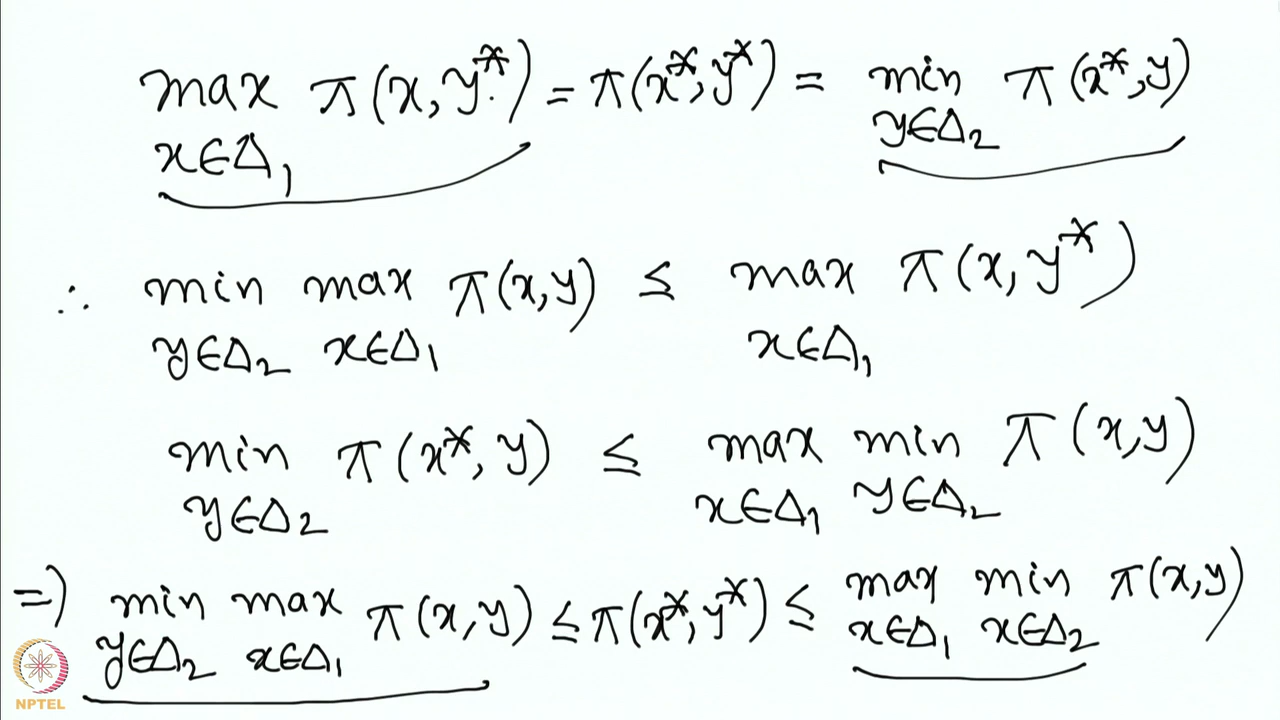 max π(x, y*) = π(x*, y*) = min π(x*, y)
x∈Δ₁ y∈Δ₂
∴ min max π(x,y) ≤ max π(x, y*)
y∈Δ₂ x∈Δ₁ x∈Δ₁
min π(x*, y) ≤ max min π(x,y)
y∈Δ₂ x∈Δ₁ y∈Δ₂
=) min max π(x,y) ≤ π(x*, y*) ≤ max min π(x,y)
y∈Δ₂ x∈Δ₁ x∈Δ₁ x∈Δ₂
NPTEL